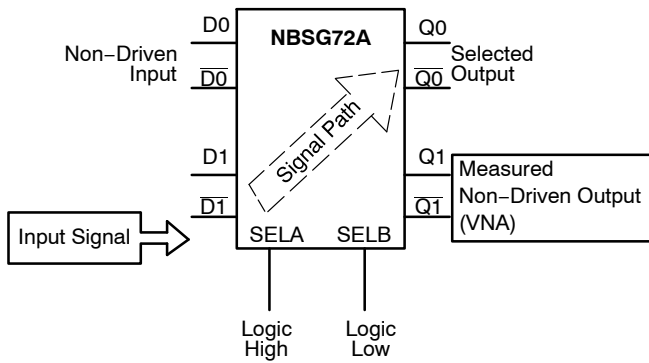 D0
NBSG72A
Q0
Non−Driven
Input
Selected
Output
D0
Q0
Signal Path
D1
Q1
Measured
Non−Driven Output
(VNA)
D1
Q1
Input Signal
SELA
SELB
Logic
High
Logic
Low